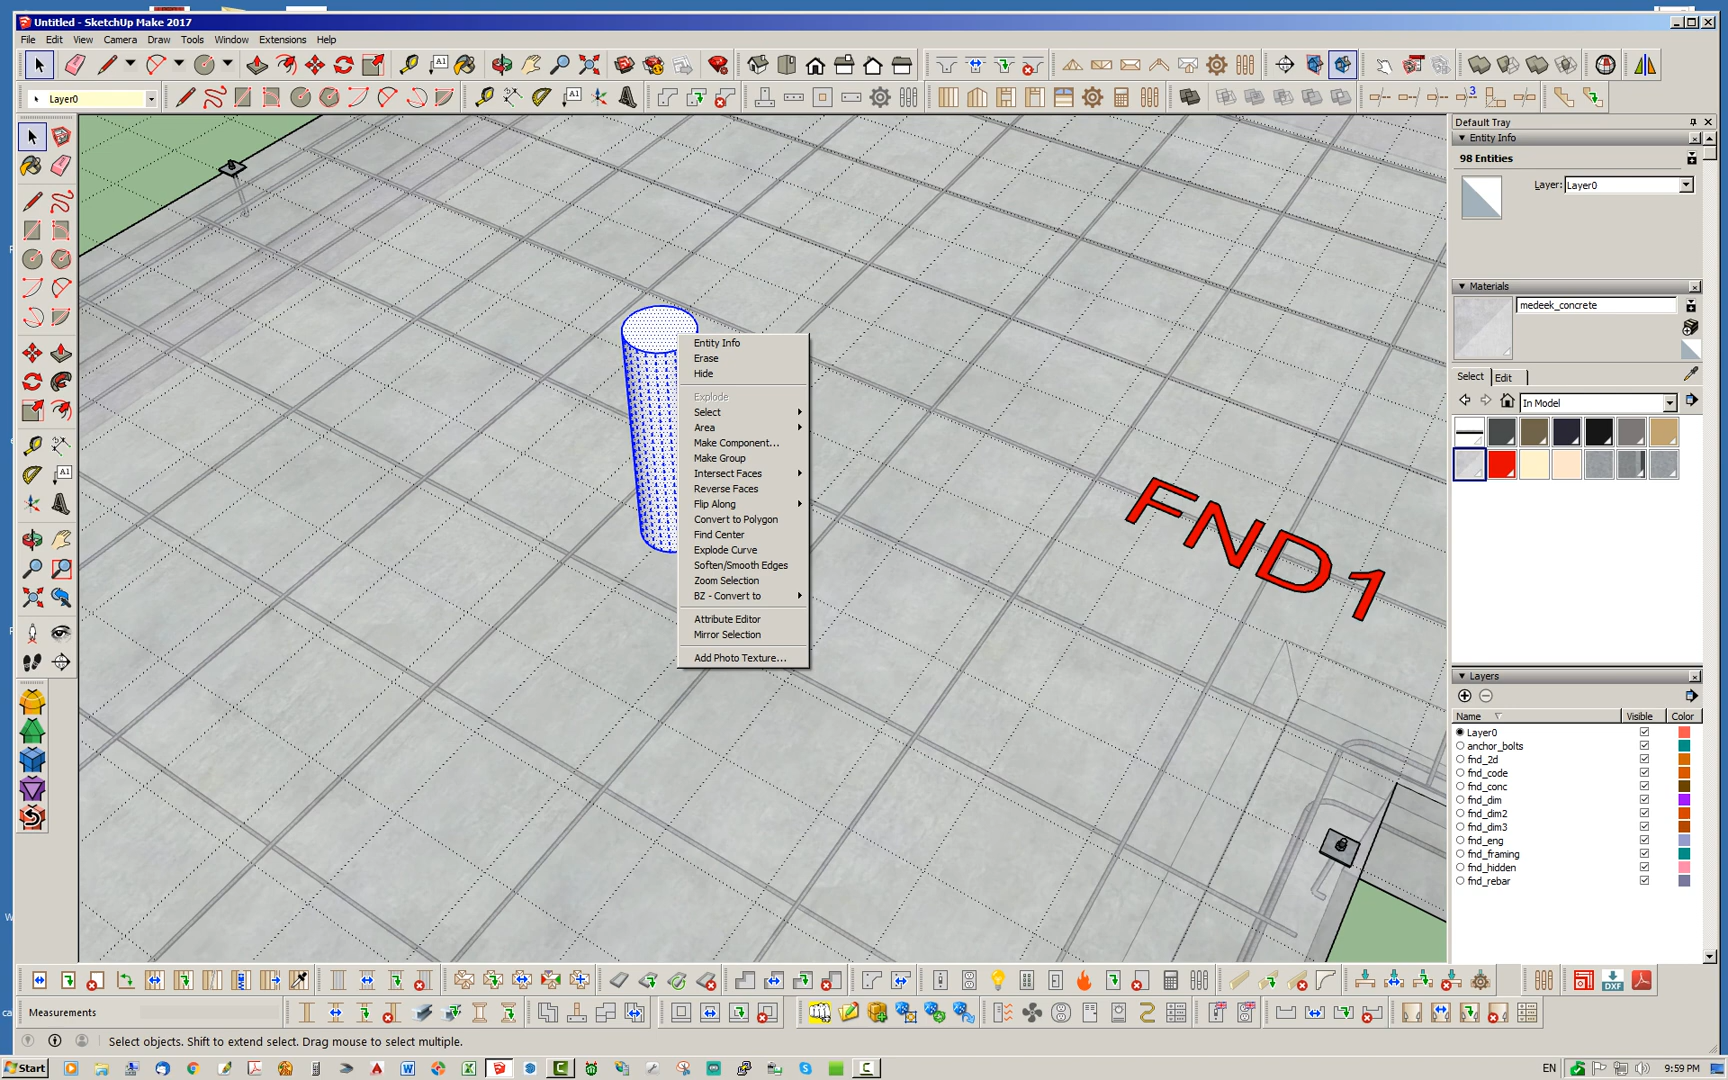 Untitled - SketchUp Make 2017
File Edit View Camera Draw Tools Window Extensions Help
Layer0
Default Tray
Entity Info
98 Entities
Layer: Layer0
Materials
medeek_concrete
Select Edit
In Model
Entity Info
Erase
Hide
Explode
Select
Area
Make Component...
Make Group
Intersect Faces
Reverse Faces
Flip Along
Convert to Polygon
Find Center
Explode Curve
Soften/Smooth Edges
Zoom Selection
BZ - Convert to
Attribute Editor
Mirror Selection
Add Photo Texture...
FND1
Layers
Name Visible Color
Layer0
anchor_bolts
fnd_2d
fnd_code
fnd_conc
fnd_dim
fnd_dim2
fnd_dim3
fnd_eng
fnd_framing
fnd_hidden
fnd_rebar
DXF
Measurements
Select objects. Shift to extend select. Drag mouse to select multiple.
Start
EN
9:59 PM